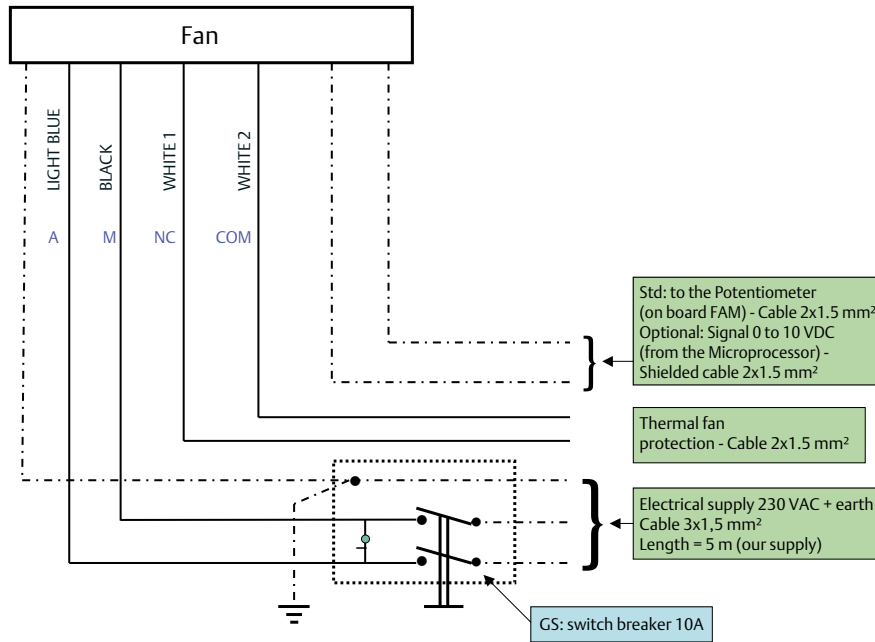 Fan
LIGHT BLUE
BLACK
WHITE 1
WHITE 2
A
M
NC
COM
Std: to the Potentiometer
(on board FAM) - Cable 2x1.5 mm²
Optional: Signal 0 to 10 VDC
(from the Microprocessor) -
Shielded cable 2x1.5 mm²
Thermal fan
protection - Cable 2x1.5 mm²
Electrical supply 230 VAC + earth
Cable 3x1,5 mm²
Length = 5 m (our supply)
GS: switch breaker 10A